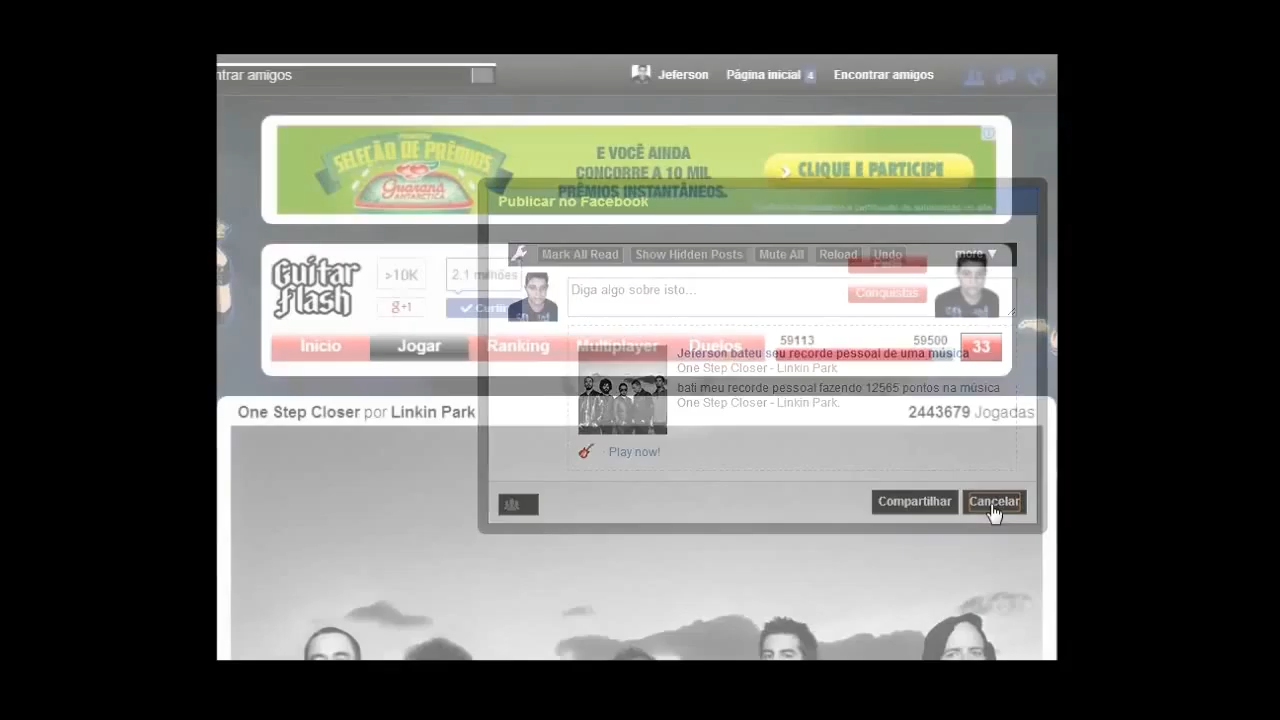 ntrar amigos
Jeferson
Página inicial 4
Encontrar amigos
SELEÇÃO DE PRÊMIOS
Guaraná
ANTARCTICA
E VOCÊ AINDA
CONCORRE A 10 MIL
PRÊMIOS INSTANTÂNEOS.
CLIQUE E PARTICIPE
Publicar no Facebook
Mark All Read
Show Hidden Posts
Mute All
Reload
Undo
more ▼
Guitar
flash
>10K
2.1 milhões
g+1
Curtir
Diga algo sobre isto...
Conquistas
Início
Jogar
Ranking
Multiplayer
Duelos
59113
59500
33
Jeferson bateu seu recorde pessoal de uma música
One Step Closer - Linkin Park
bati meu recorde pessoal fazendo 12565 pontos na música
One Step Closer - Linkin Park.
One Step Closer por Linkin Park
2443679 Jogadas
· Play now!
Compartilhar
Cancelar